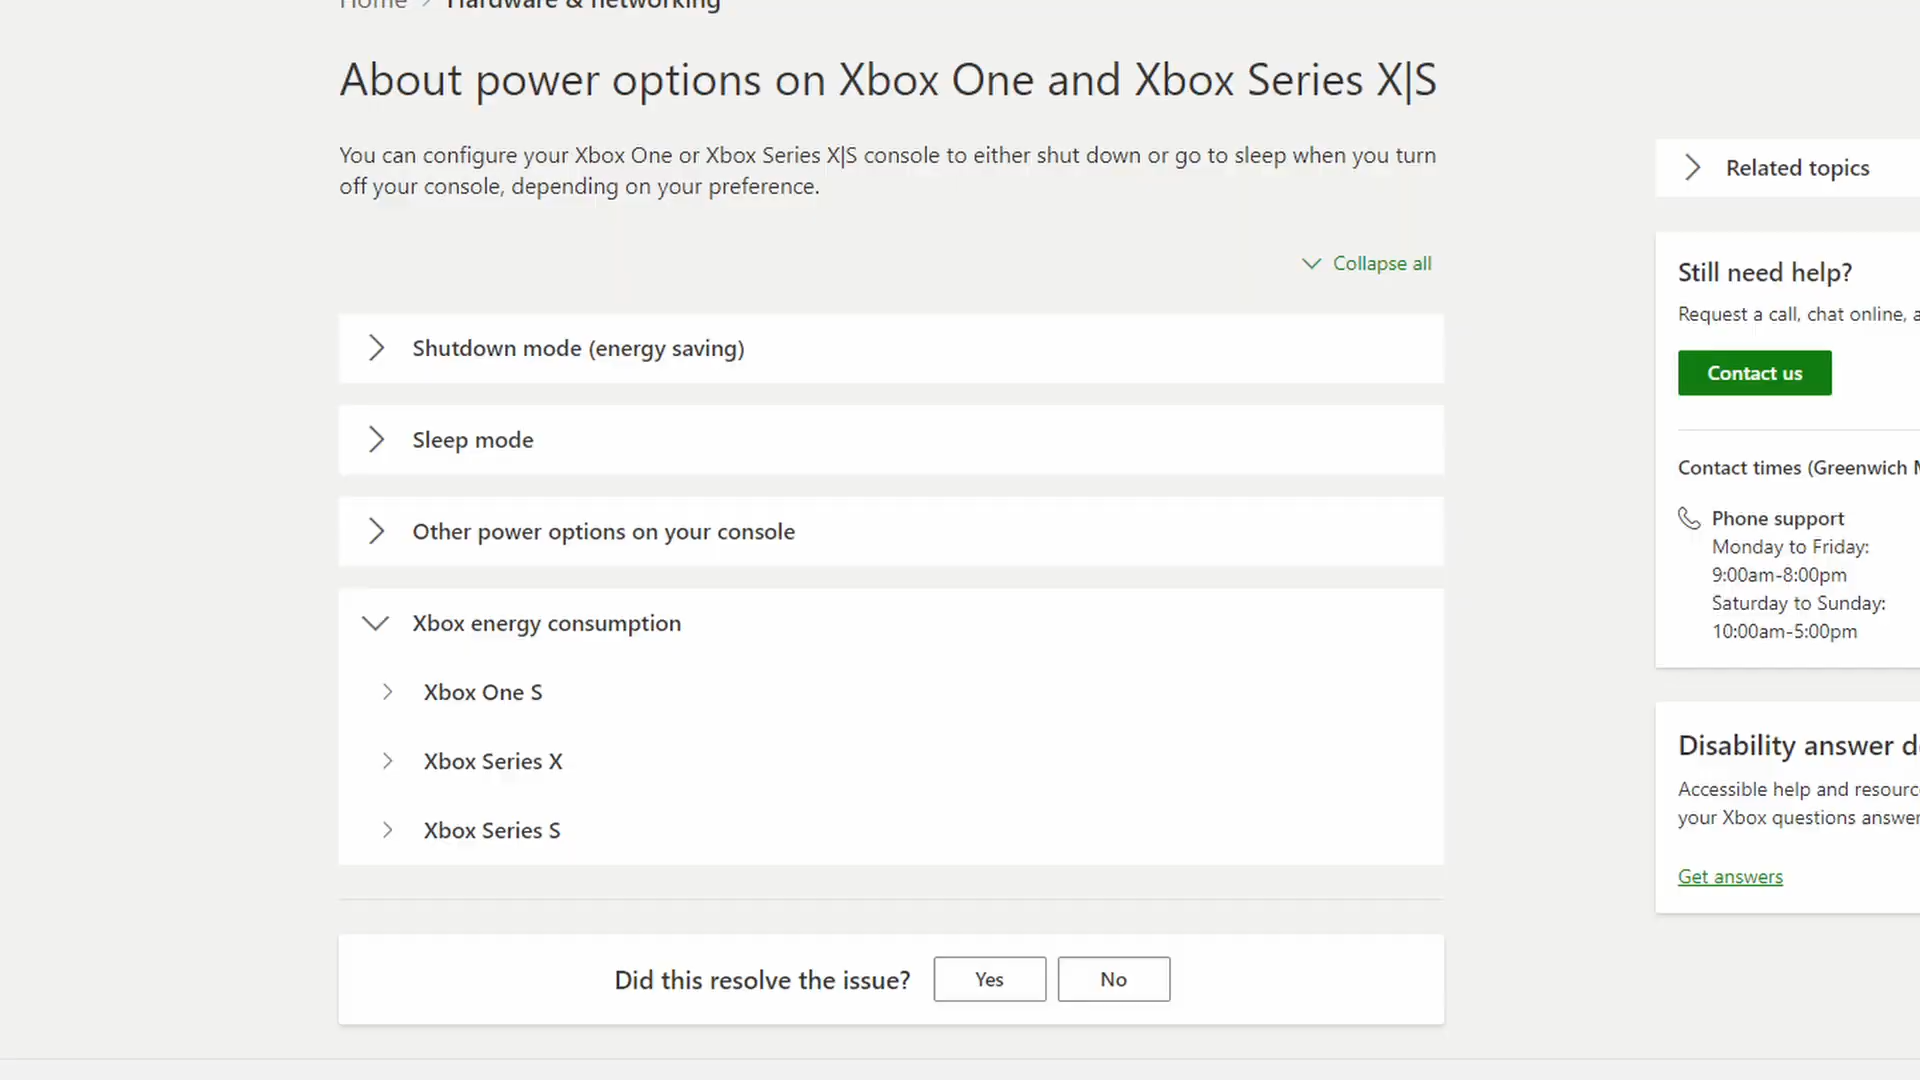 Home > Hardware & networking
About power options on Xbox One and Xbox Series X|S
You can configure your Xbox One or Xbox Series X|S console to either shut down or go to sleep when you turn
off your console, depending on your preference.
Collapse all
Shutdown mode (energy saving)
Sleep mode
Other power options on your console
Xbox energy consumption
Xbox One S
Xbox Series X
Xbox Series S
Did this resolve the issue?
Yes
No
Related topics
Still need help?
Request a call, chat online, a
Contact us
Contact times (Greenwich M
Phone support
Monday to Friday:
9:00am-8:00pm
Saturday to Sunday:
10:00am-5:00pm
Disability answer d
Accessible help and resourc
your Xbox questions answer
Get answers